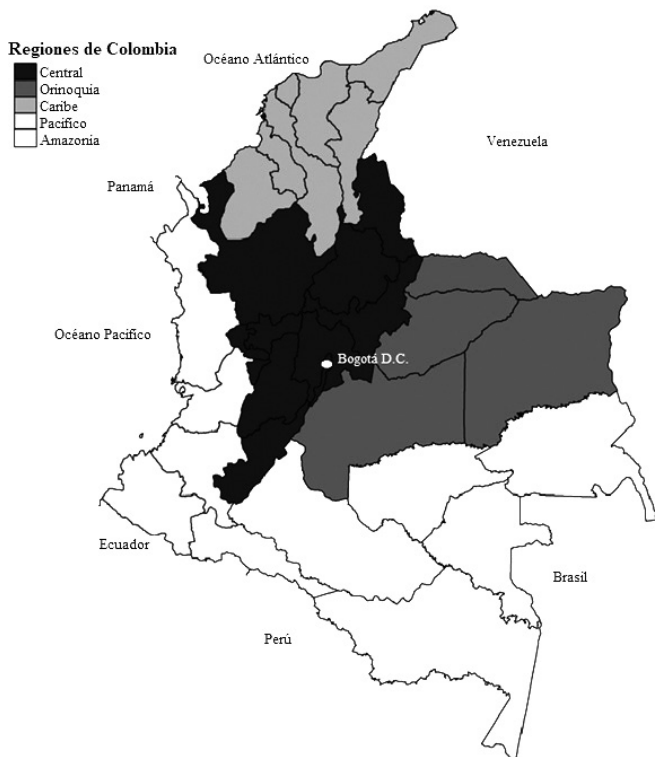 Regiones de Colombia
Central
Orinoquia
Caribe
Pacífico
Amazonia
Océano Atlántico
Venezuela
Panamá
Océano Pacífico
Bogotá D.C.
Ecuador
Brasil
Perú